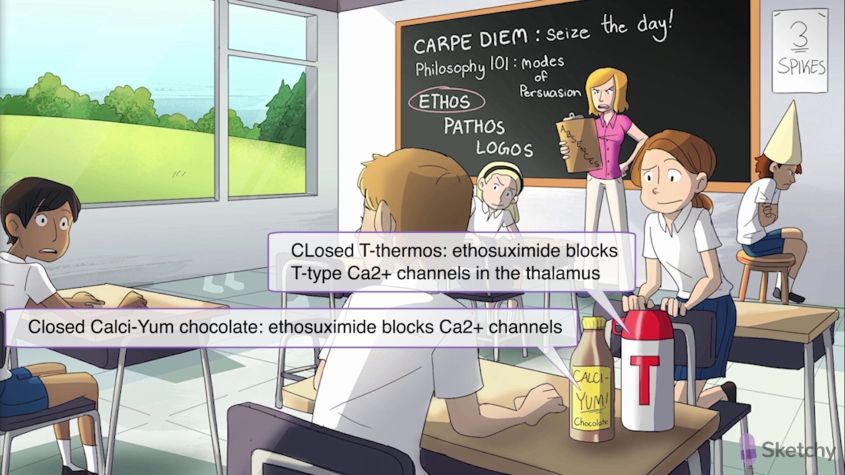 CARPE DIEM : seize the day!
Philosophy 101 : modes
of
Persuasion
ETHOS
PATHOS
LOGOS
3
SPIKES
CLosed T-thermos: ethosuximide blocks
T-type Ca2+ channels in the thalamus
Closed Calci-Yum chocolate: ethosuximide blocks Ca2+ channels
CALCI-
YUM!
Chocolate
T
Sketchy